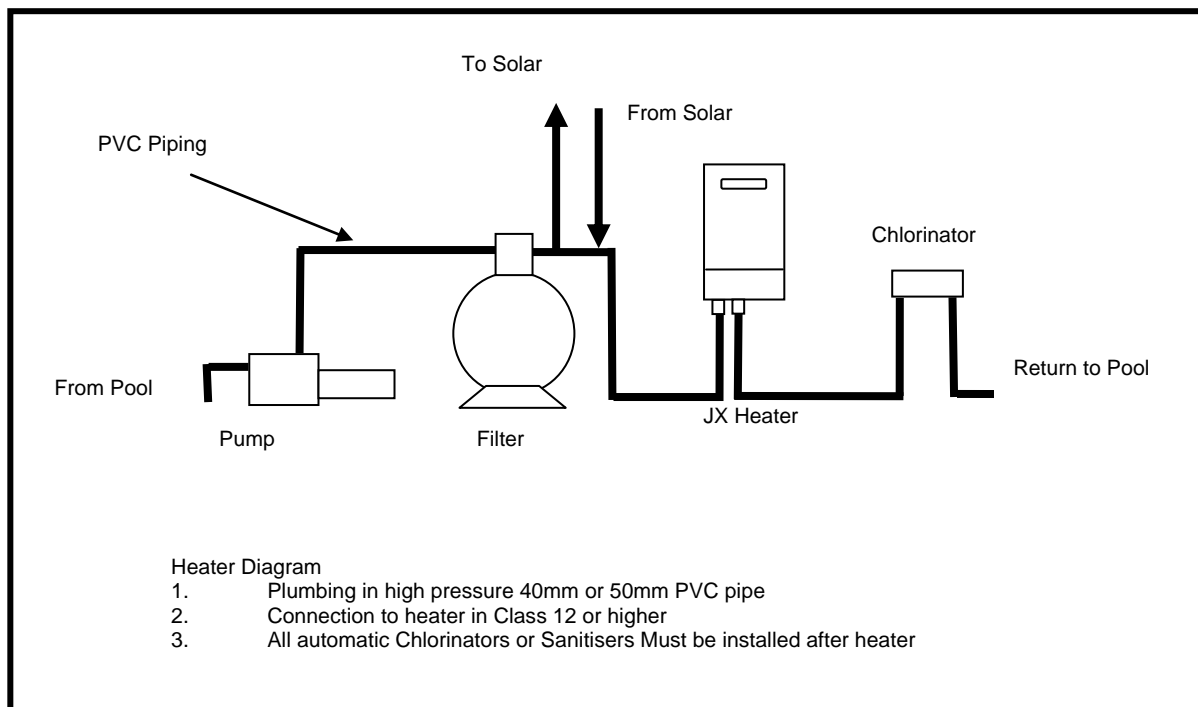 To Solar
From Solar
PVC Piping
Chlorinator
From Pool
Return to Pool
JX Heater
Pump
Filter
Heater Diagram
1. Plumbing in high pressure 40mm or 50mm PVC pipe
2. Connection to heater in Class 12 or higher
3. All automatic Chlorinators or Sanitisers Must be installed after heater